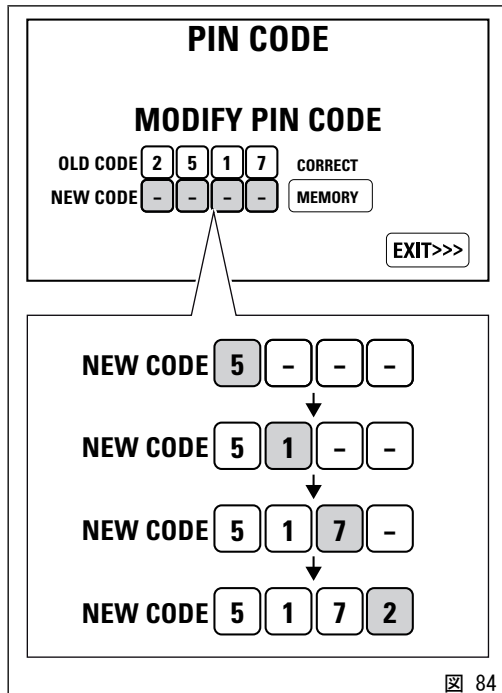 PIN CODE
MODIFY PIN CODE
OLD CODE 2 5 1 7 CORRECT
NEW CODE - - - - MEMORY
EXIT>>>
NEW CODE 5 - - -
NEW CODE 5 1 - -
NEW CODE 5 1 7 -
NEW CODE 5 1 7 2
図 84